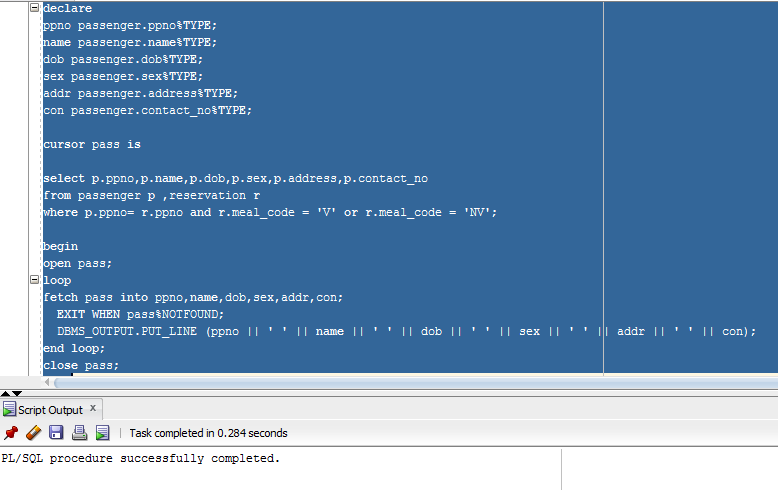 declare
ppno passenger.ppno%TYPE;
name passenger.name%TYPE;
dob passenger.dob%TYPE;
sex passenger.sex%TYPE;
addr passenger.address%TYPE;
con passenger.contact_no%TYPE;
cursor pass is
select p.ppno,p.name,p.dob,p.sex,p.address,p.contact_no
from passenger p ,reservation r
where p.ppno= r.ppno and r.meal_code = 'V' or r.meal_code = 'NV';
begin
open pass;
loop
fetch pass into ppno,name,dob,sex,addr,con;
EXIT WHEN pass%NOTFOUND;
DBMS_OUTPUT.PUT_LINE (ppno || ' ' || name || ' ' || dob || ' ' || sex || ' ' || addr || ' ' || con);
end loop;
close pass;
Script Output x
Task completed in 0.284 seconds
PL/SQL procedure successfully completed.